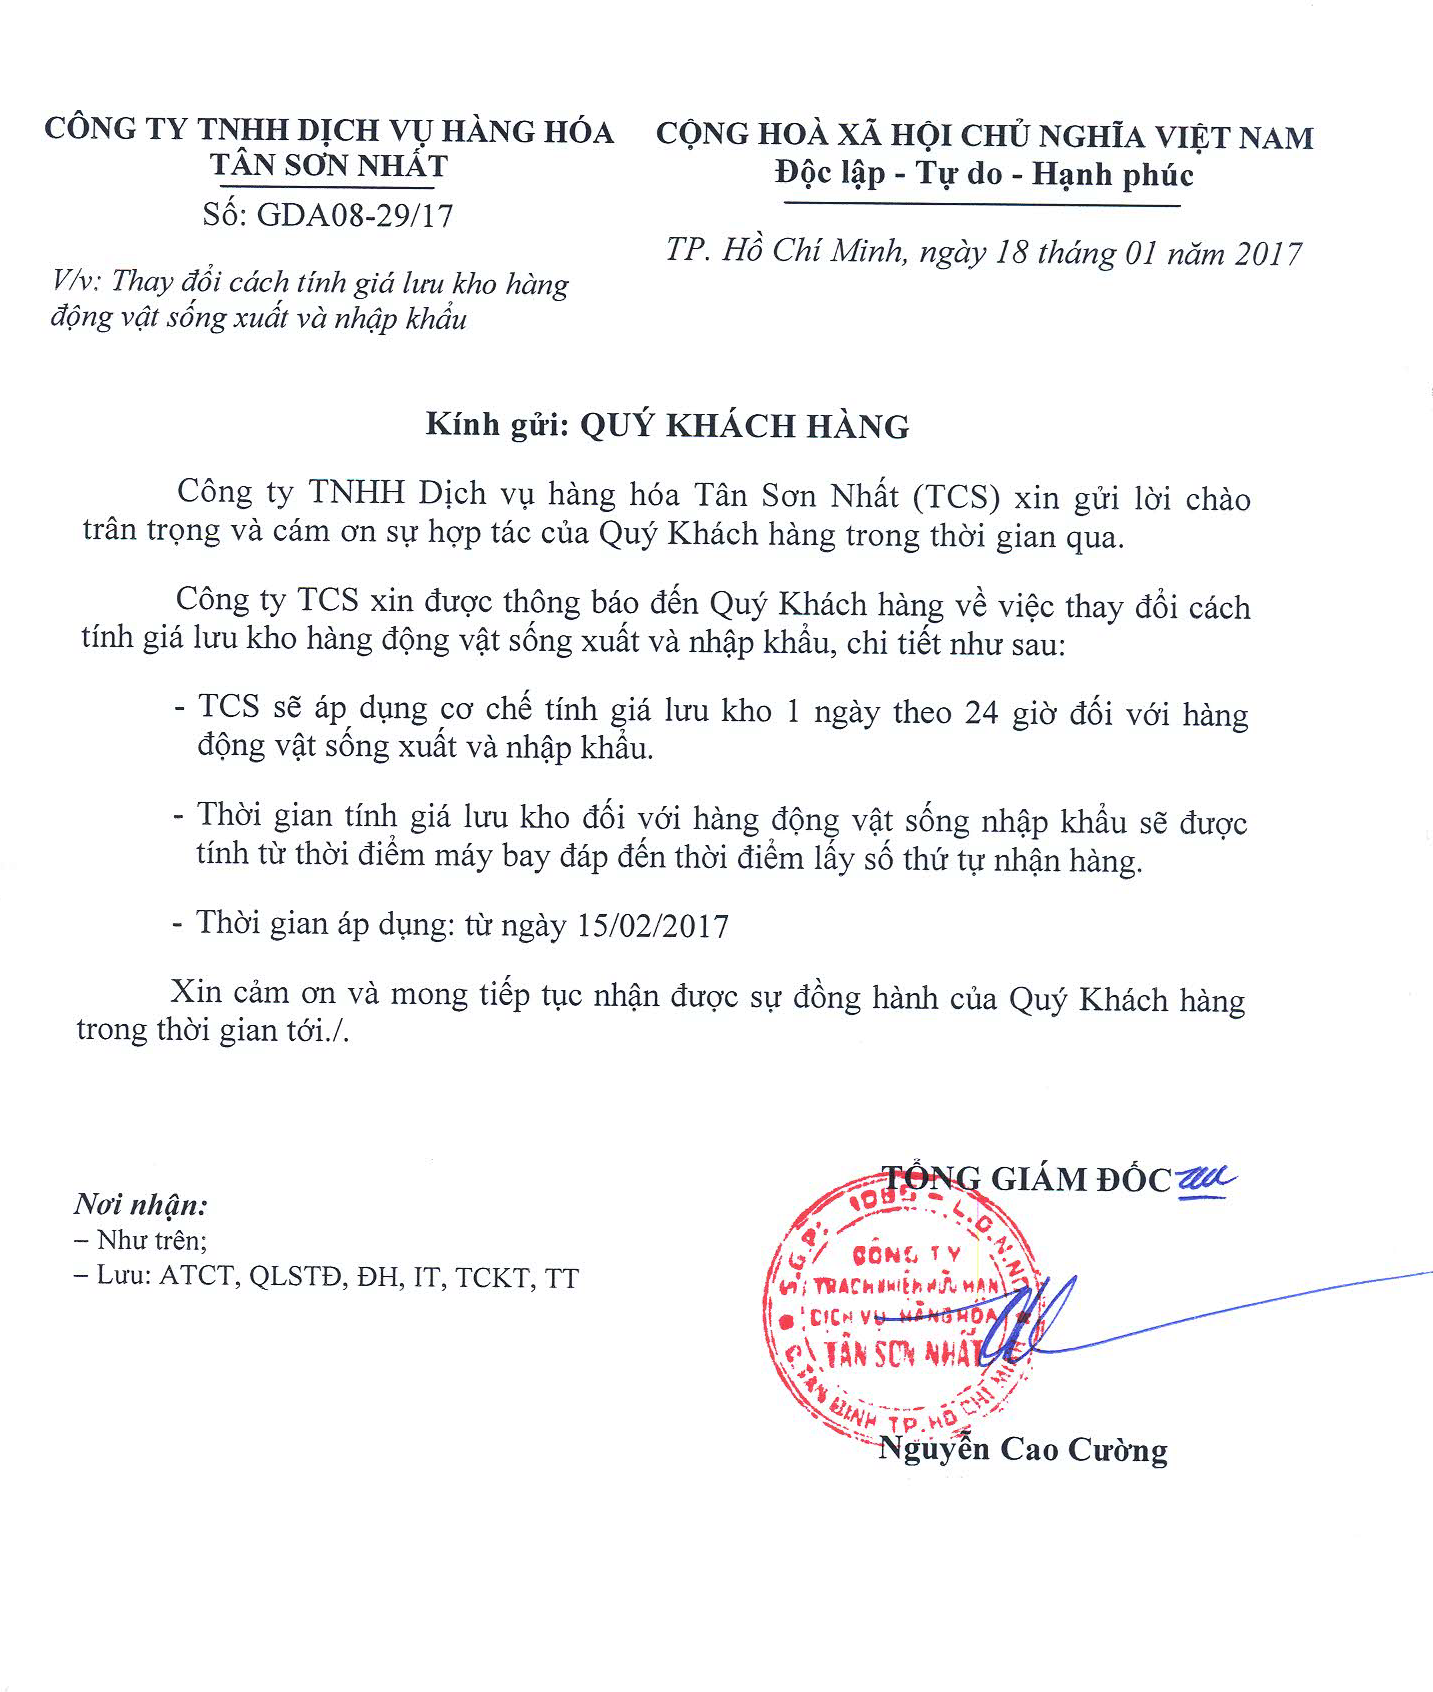 CÔNG TY TNHH DỊCH VỤ HÀNG HÓA
TÂN SƠN NHẤT
Số: GDA08-29/17
V/v: Thay đổi cách tính giá lưu kho hàng
động vật sống xuất và nhập khẩu
CỘNG HOÀ XÃ HỘI CHỦ NGHĨA VIỆT NAM
Độc lập - Tự do - Hạnh phúc
TP. Hồ Chí Minh, ngày 18 tháng 01 năm 2017
Kính gửi: QUÝ KHÁCH HÀNG
Công ty TNHH Dịch vụ hàng hóa Tân Sơn Nhất (TCS) xin gửi lời chào
trân trọng và cám ơn sự hợp tác của Quý Khách hàng trong thời gian qua.
Công ty TCS xin được thông báo đến Quý Khách hàng về việc thay đổi cách
tính giá lưu kho hàng động vật sống xuất và nhập khẩu, chi tiết như sau:
- TCS sẽ áp dụng cơ chế tính giá lưu kho 1 ngày theo 24 giờ đối với hàng
động vật sống xuất và nhập khẩu.
- Thời gian tính giá lưu kho đối với hàng động vật sống nhập khẩu sẽ được
tính từ thời điểm máy bay đáp đến thời điểm lấy số thứ tự nhận hàng.
- Thời gian áp dụng: từ ngày 15/02/2017
Xin cảm ơn và mong tiếp tục nhận được sự đồng hành của Quý Khách hàng
trong thời gian tới./.
Nơi nhận:
– Như trên;
– Lưu: ATCT, QLSTĐ, ĐH, IT, TCKT, TT
TỔNG GIÁM ĐỐC
CÔNG TY
TRÁCH NHIỆM HỮU HẠN
DỊCH VỤ HÀNG HÓA
TÂN SƠN NHẤT
TP. HỒ CHÍ MINH
Nguyễn Cao Cường